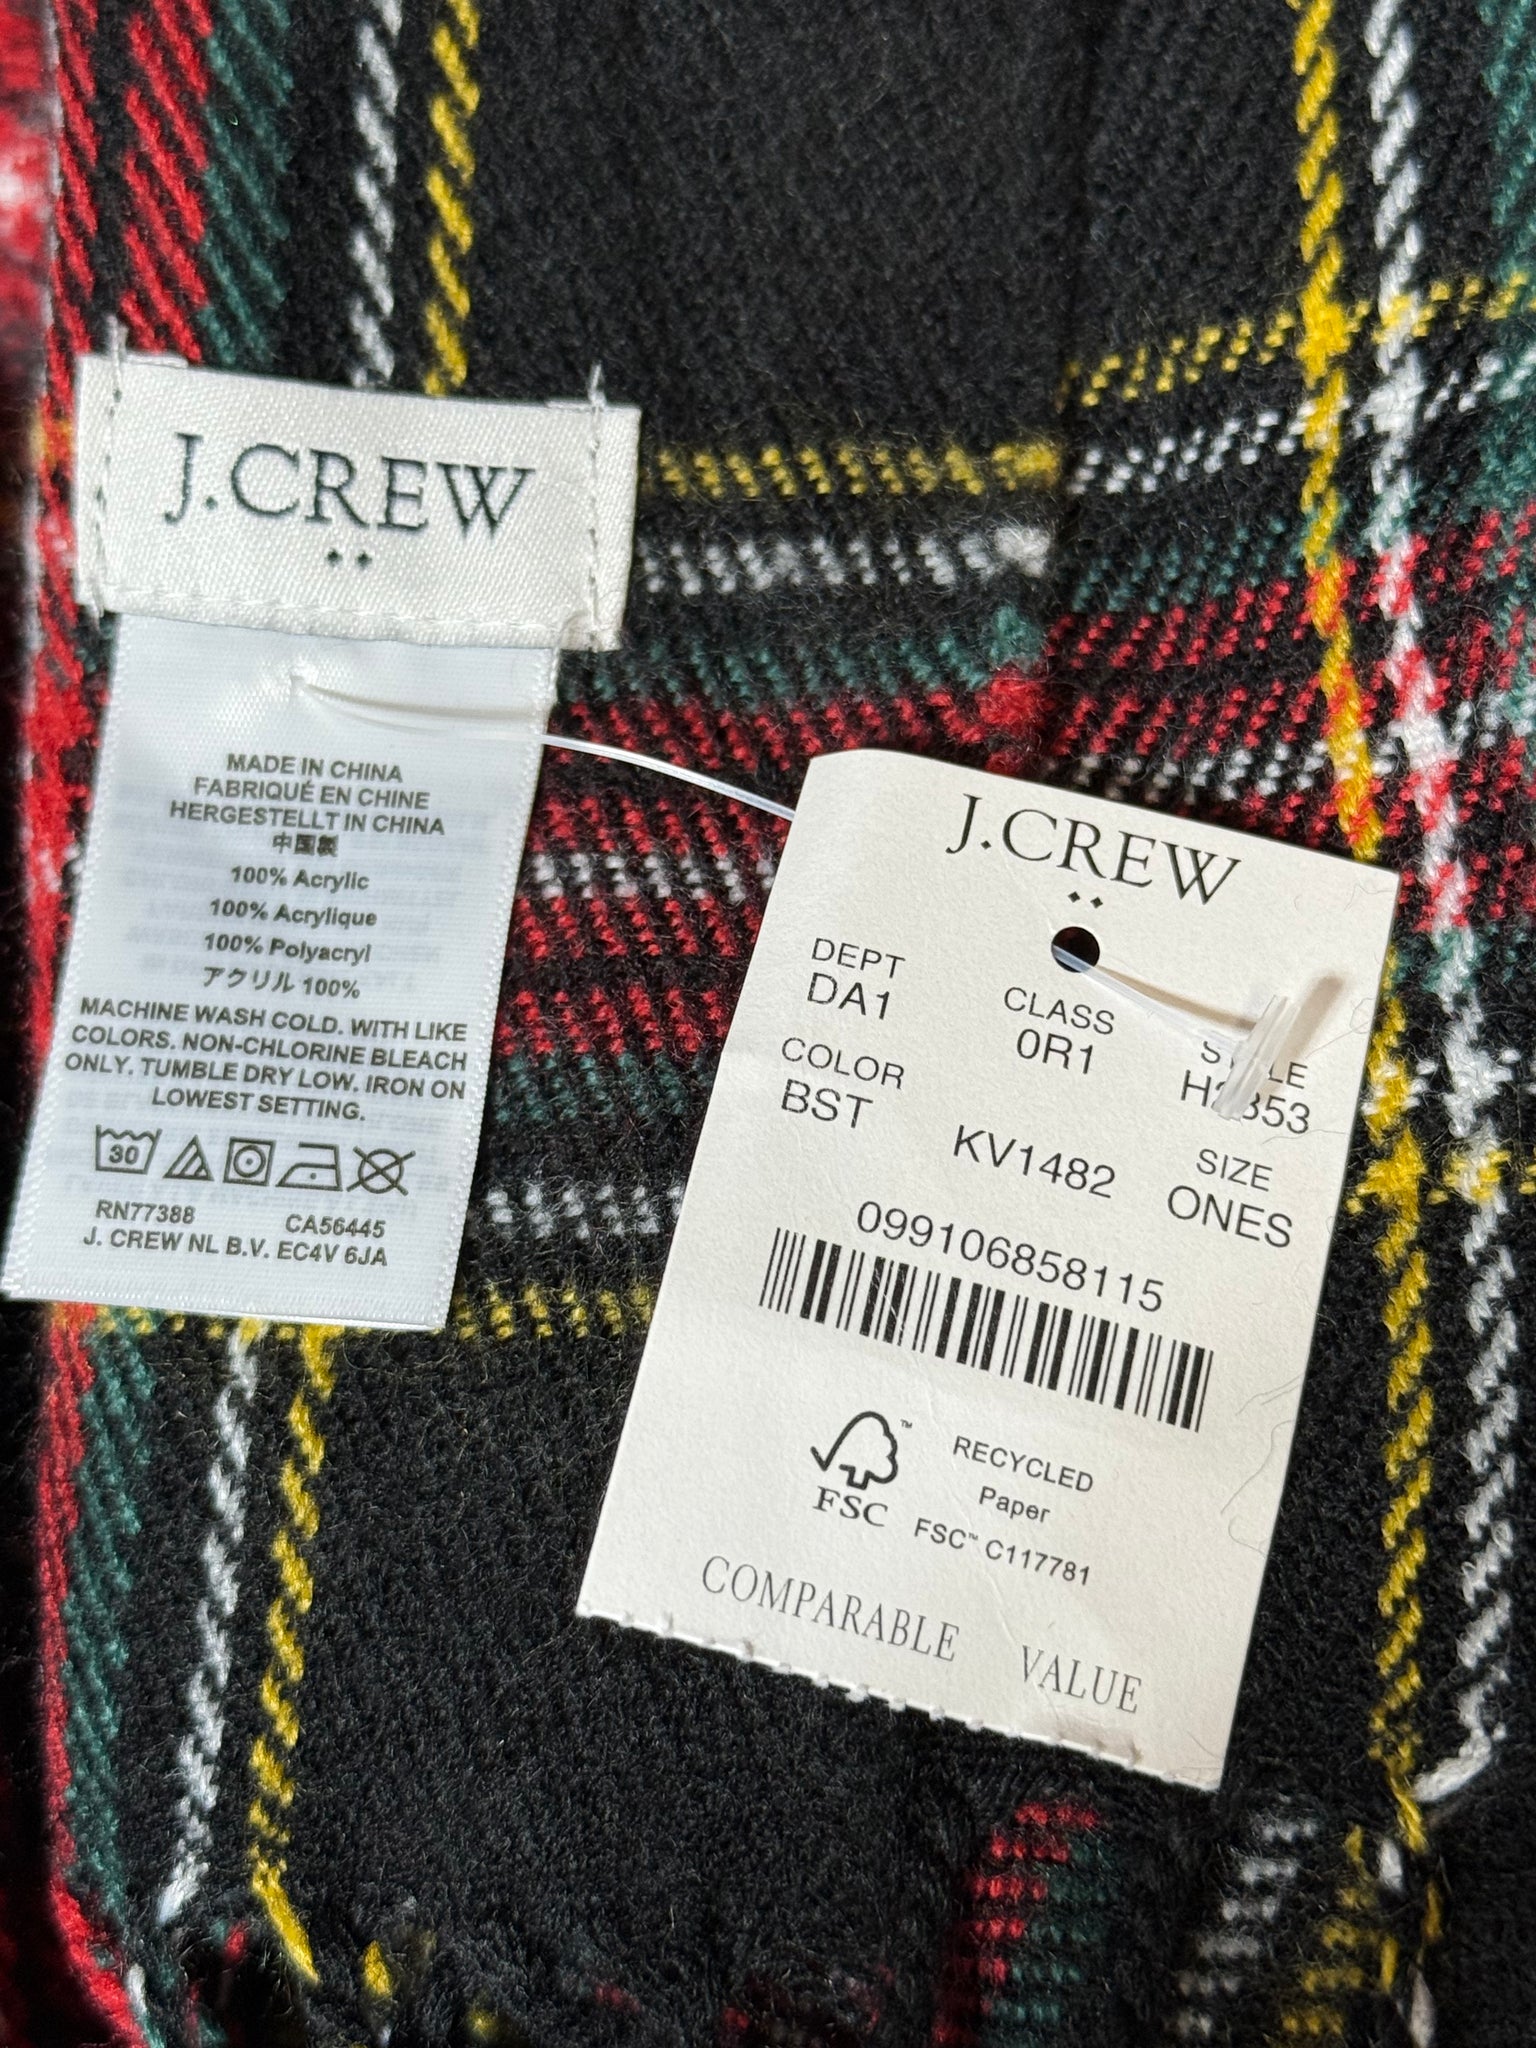 J.CREW
MADE IN CHINA
FABRIQUÉ EN CHINE
HERGESTELLT IN CHINA
中国製
100% Acrylic
100% Acrylique
100% Polyacryl
アクリル 100%
MACHINE WASH COLD. WITH LIKE
COLORS. NON-CHLORINE BLEACH
ONLY. TUMBLE DRY LOW. IRON ON
LOWEST SETTING.
30
RN77388 CA56445
J. CREW NL B.V. EC4V 6JA
J.CREW
DEPT CLASS
DA1 0R1
COLOR SIZE
BST KV1482 ONES
099106858115
FSC
RECYCLED
Paper
FSC™ C117781
COMPARABLE VALUE